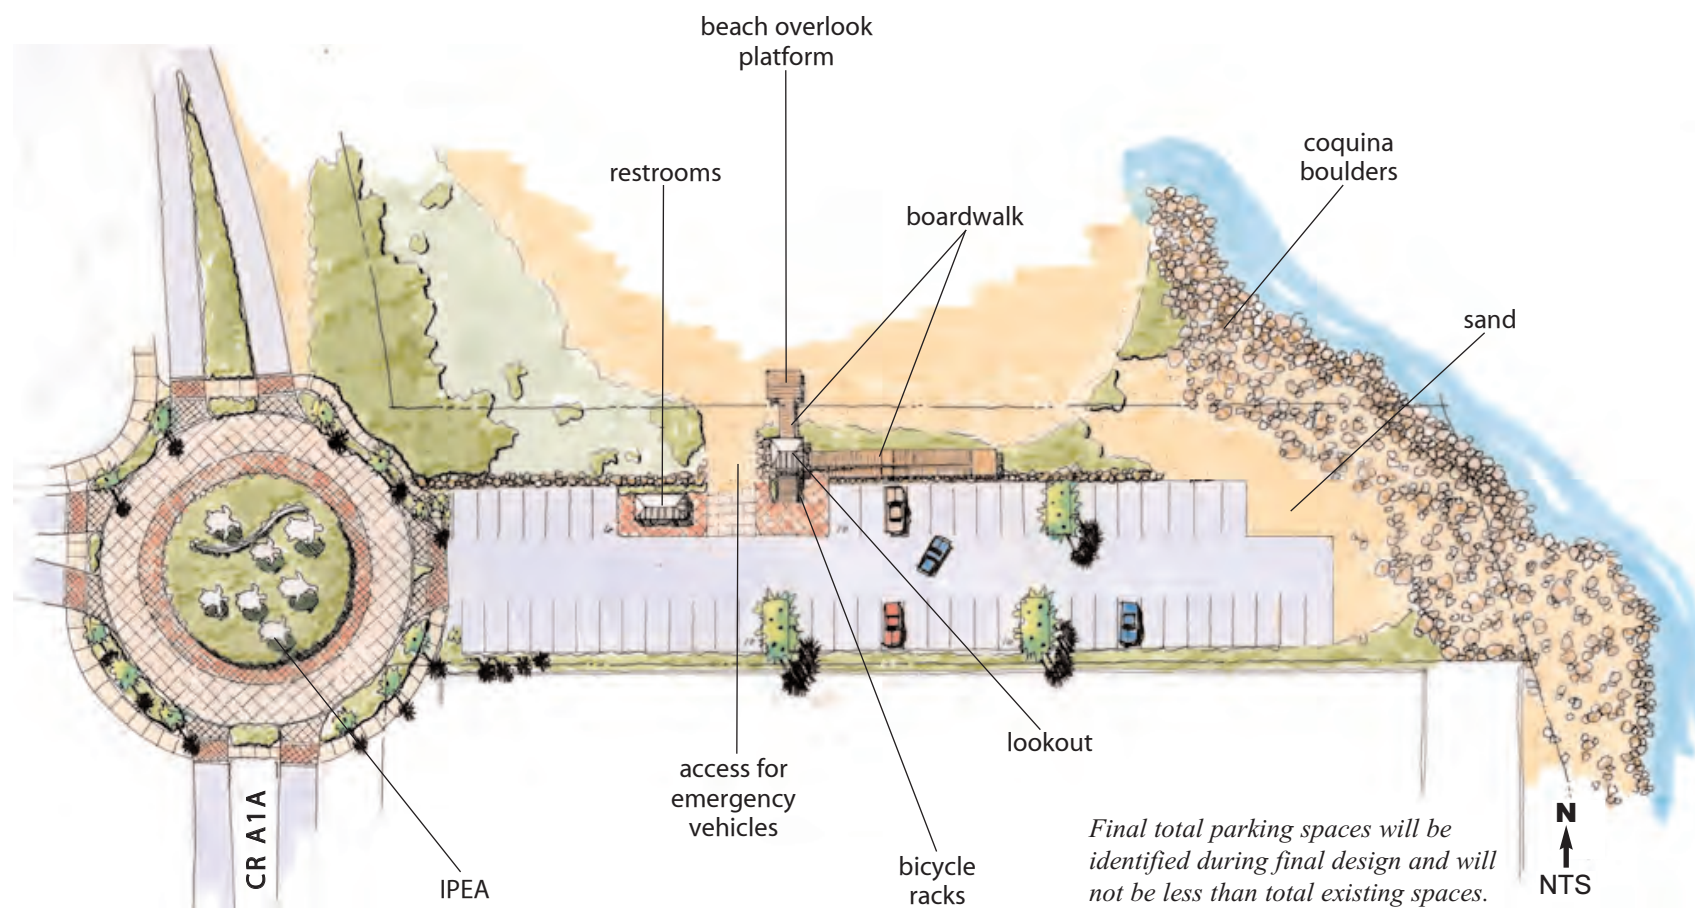 beach overlook
platform
coquina
boulders
restrooms
boardwalk
sand
lookout
access for
emergency
vehicles
CR A1A
IPEA
bicycle
racks
Final total parking spaces will be
identified during final design and will
not be less than total existing spaces.
N
NTS